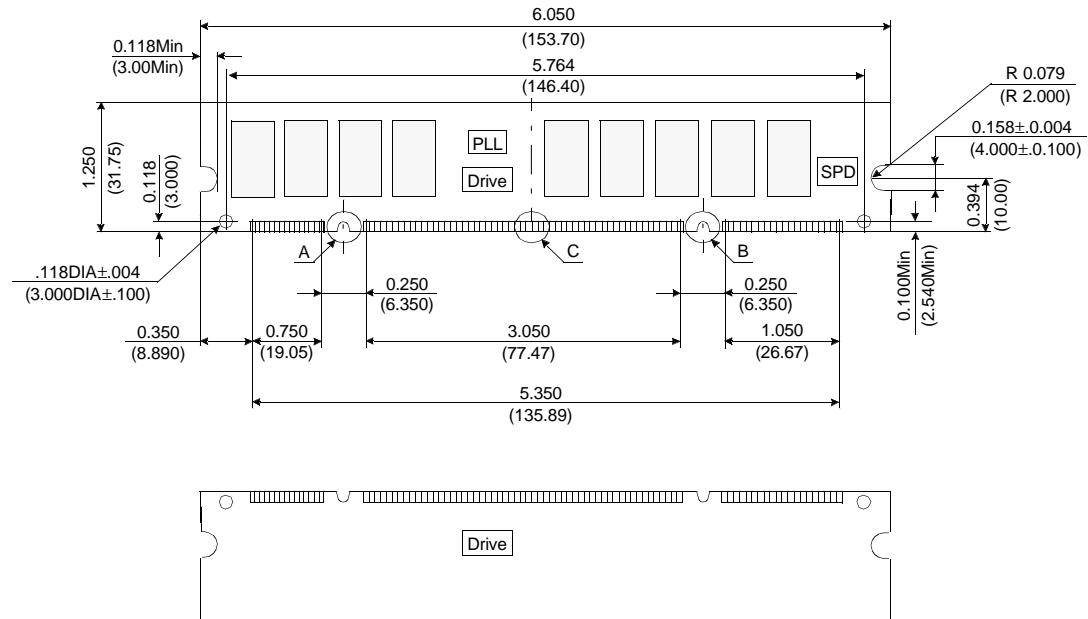 6.050
(153.70)
0.118Min
(3.00Min)
5.764
(146.40)
R 0.079
(R 2.000)
0.158±.0.004
(4.000±.0.100)
1.250
(31.75)
0.118
(3.000)
PLL
Drive
SPD
0.394
(10.00)
A
C
B
.118DIA±.004
(3.000DIA±.100)
0.250
(6.350)
0.250
(6.350)
0.100Min
(2.540Min)
0.350
(8.890)
0.750
(19.05)
3.050
(77.47)
1.050
(26.67)
5.350
(135.89)
Drive